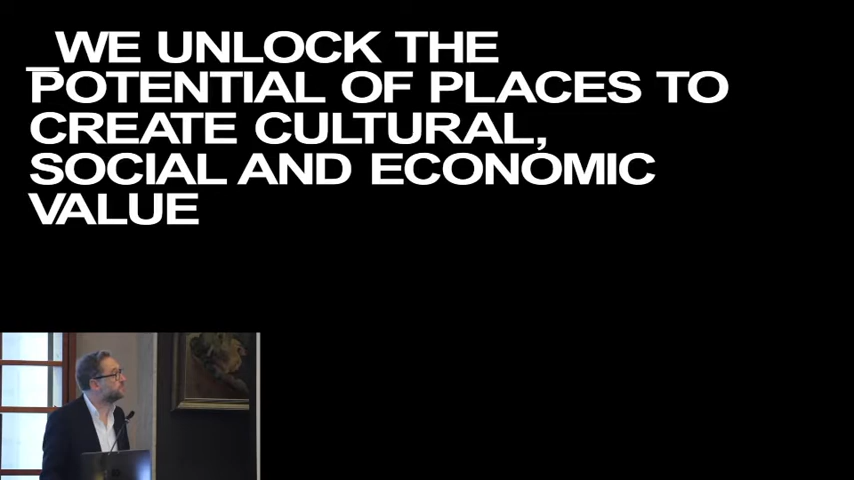 _WE UNLOCK THE
POTENTIAL OF PLACES TO
CREATE CULTURAL,
SOCIAL AND ECONOMIC
VALUE